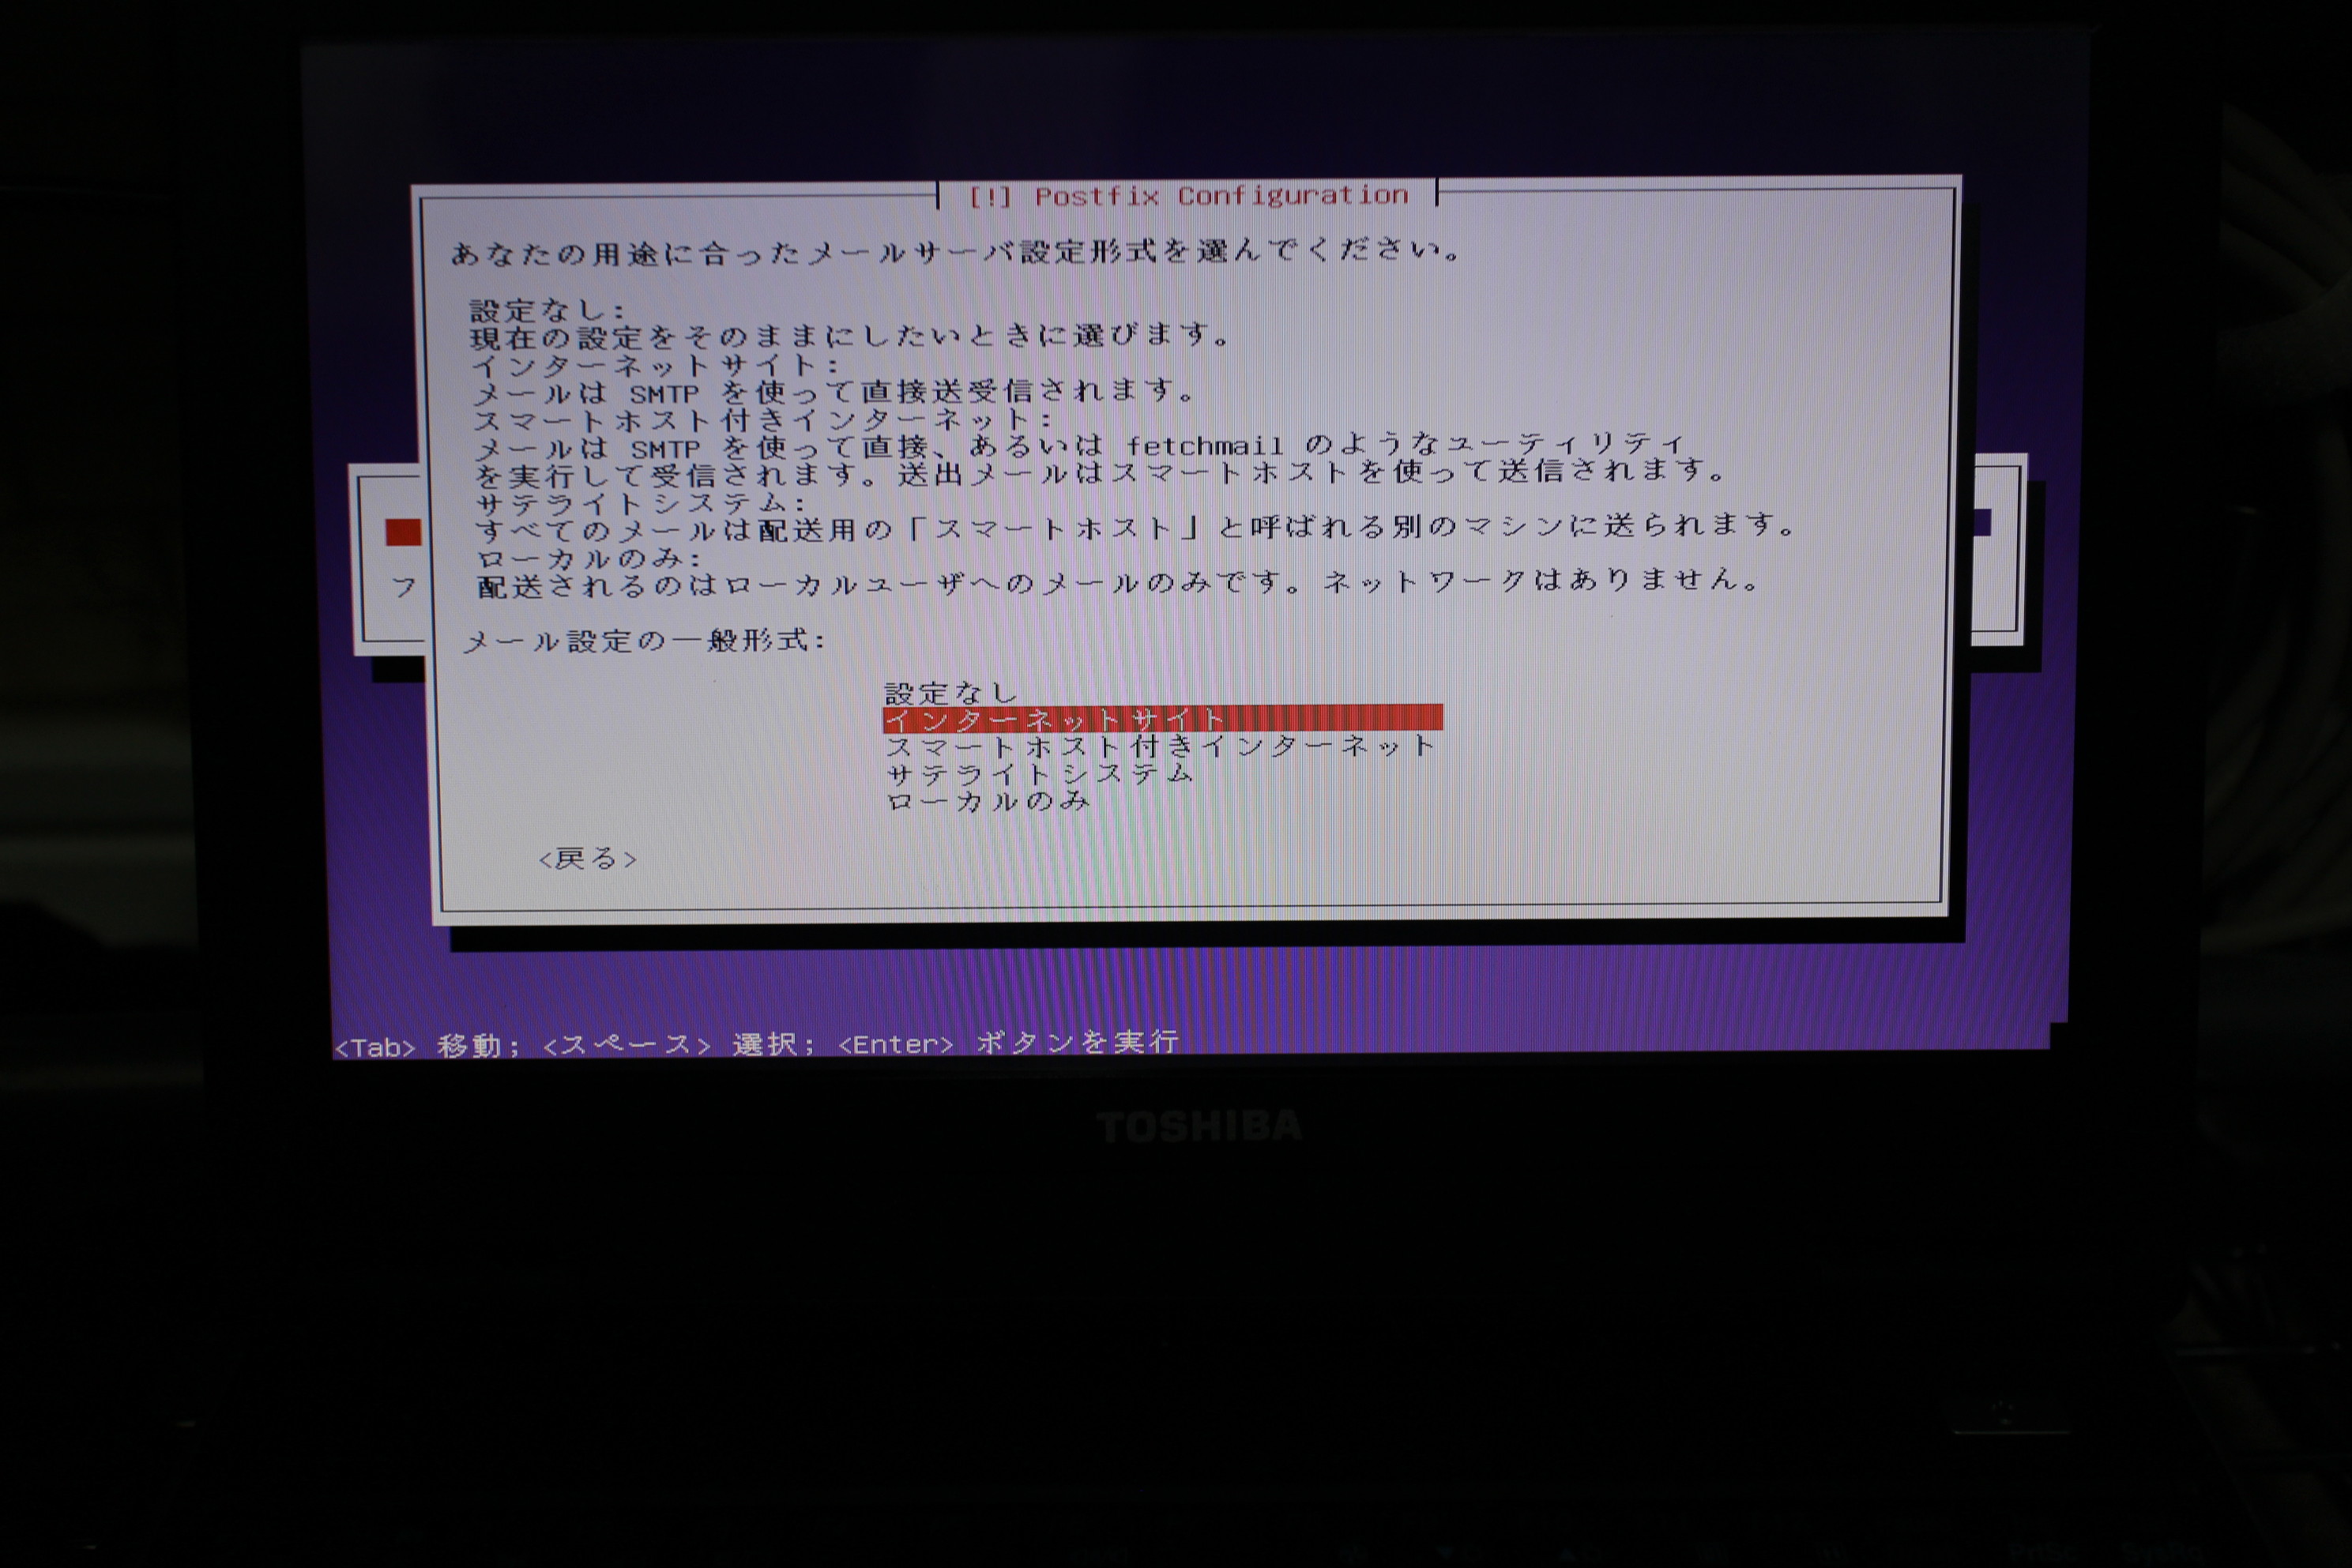 [!] Postfix Configuration
あなたの用途に合ったメールサーバ設定形式を選んでください。
設定なし:
現在の設定をそのままにしたいときに選びます。
インターネットサイト:
メールは SMTP を使って直接送受信されます。
スマートホスト付きインターネット:
メールは SMTP を使って直接、あるいは fetchmail のようなユーティリティ
を実行して受信されます。送出メールはスマートホストを使って送信されます。
サテライトシステム:
すべてのメールは配送用の「スマートホスト」と呼ばれる別のマシンに送られます。
ローカルのみ:
フ
配送されるのはローカルユーザへのメールのみです。ネットワークはありません。
メール設定の一般形式:
設定なし
インターネットサイト
スマートホスト付きインターネット
サテライトシステム
ローカルのみ
<戻る>
<Tab> 移動; <スペース> 選択; <Enter> ボタンを実行
TOSHIBA
PrtSc